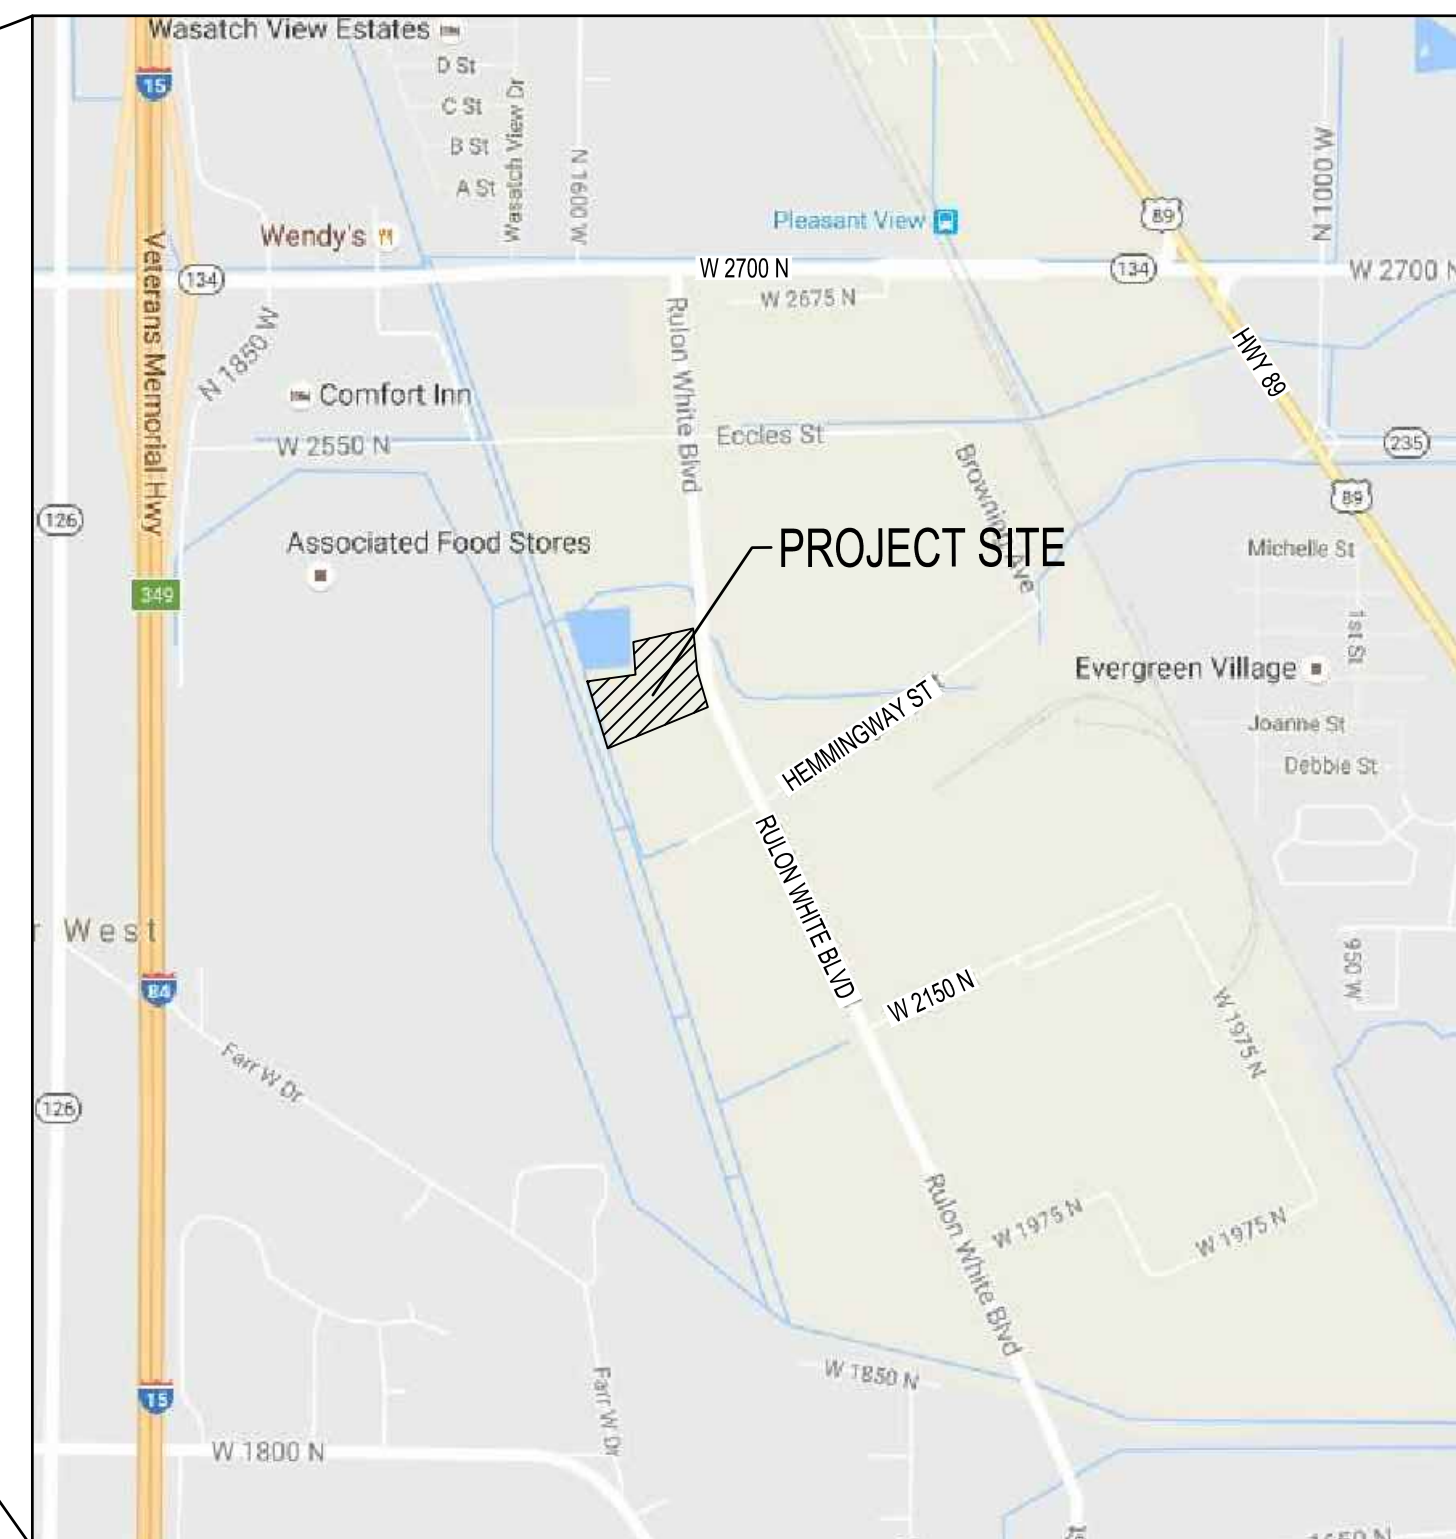 Wasatch View Estates
15
D St
C St
B St
A St
Wasatch View Dr
N 1600 W
N 1000 W
Wendy's
Pleasant View
89
134
W 2700 N
134
W 2700 N
W 2675 N
Veterans Memorial Hwy
N 1850 W
Rulon White Blvd
HWY 89
Comfort Inn
W 2550 N
Eccles St
235
Browning Ave
89
126
Associated Food Stores
PROJECT SITE
Michelle St
349
1st St
Evergreen Village
HEMMINGWAY ST
Joanne St
Debbie St
RULON WHITE BLVD
West
950 W
84
W 2150 N
W 1975 N
Farr W Dr
126
Rulon White Blvd
W 1975 N
W 1975 N
W 1850 N
Farr W Dr
15
W 1800 N